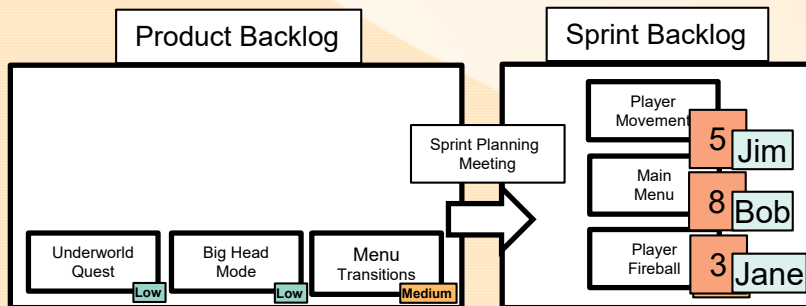 Product Backlog
Sprint Backlog
Sprint Planning
Meeting
Underworld
Quest
Low
Big Head
Mode
Low
Menu
Transitions
Medium
Player
Movement
5
Jim
Main
Menu
8
Bob
Player
Fireball
3
Jane